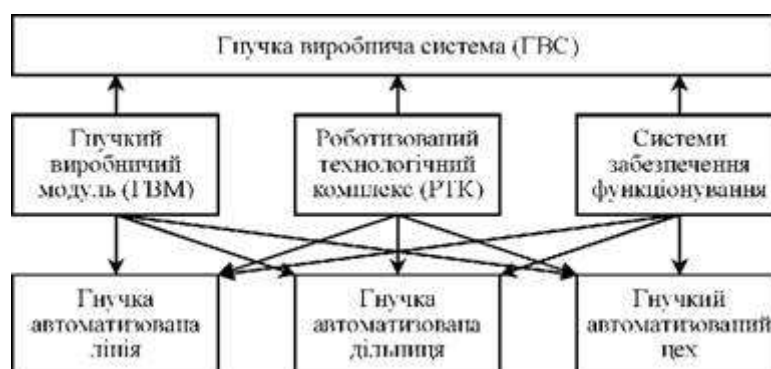 Гнучка виробнича система (ГВС)
Гнучкий
виробничий
модуль (ГВМ)
Роботизований
технологічний
комплекс (РТК)
Системи
забезпечення
функціонування
Гнучка
автоматизована
лінія
Гнучка
автоматизована
дільниця
Гнучкий
автоматизований
цех